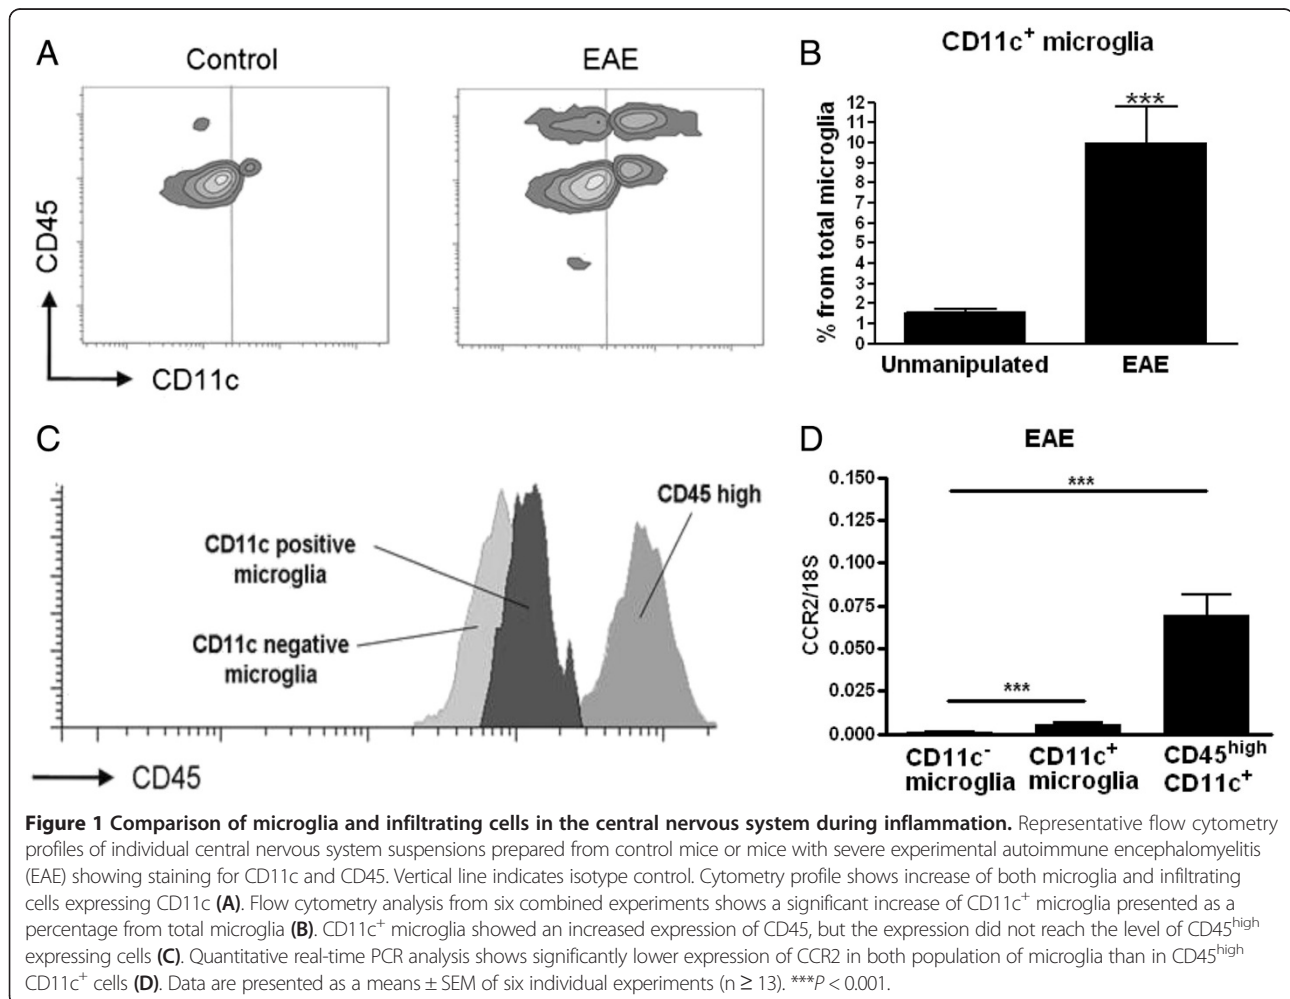 A
Control
EAE
CD45
CD11c
B
CD11c⁺ microglia
% from total microglia
12
11
10
9
8
7
6
5
4
3
2
1
0
***
Unmanipulated
EAE
C
CD11c positive
microglia
CD11c negative
microglia
CD45 high
CD45
D
EAE
CCR2/18S
0.150
0.125
0.100
0.075
0.050
0.025
0.000
***
***
CD11c⁻
microglia
CD11c⁺
microglia
CD45ʰⁱᵍʰ
CD11c⁺
Figure 1 Comparison of microglia and infiltrating cells in the central nervous system during inflammation. Representative flow cytometry
profiles of individual central nervous system suspensions prepared from control mice or mice with severe experimental autoimmune encephalomyelitis
(EAE) showing staining for CD11c and CD45. Vertical line indicates isotype control. Cytometry profile shows increase of both microglia and infiltrating
cells expressing CD11c (A). Flow cytometry analysis from six combined experiments shows a significant increase of CD11c⁺ microglia presented as a
percentage from total microglia (B). CD11c⁺ microglia showed an increased expression of CD45, but the expression did not reach the level of CD45ʰⁱᵍʰ
expressing cells (C). Quantitative real-time PCR analysis shows significantly lower expression of CCR2 in both population of microglia than in CD45ʰⁱᵍʰ
CD11c⁺ cells (D). Data are presented as a means ± SEM of six individual experiments (n ≥ 13). ***P < 0.001.